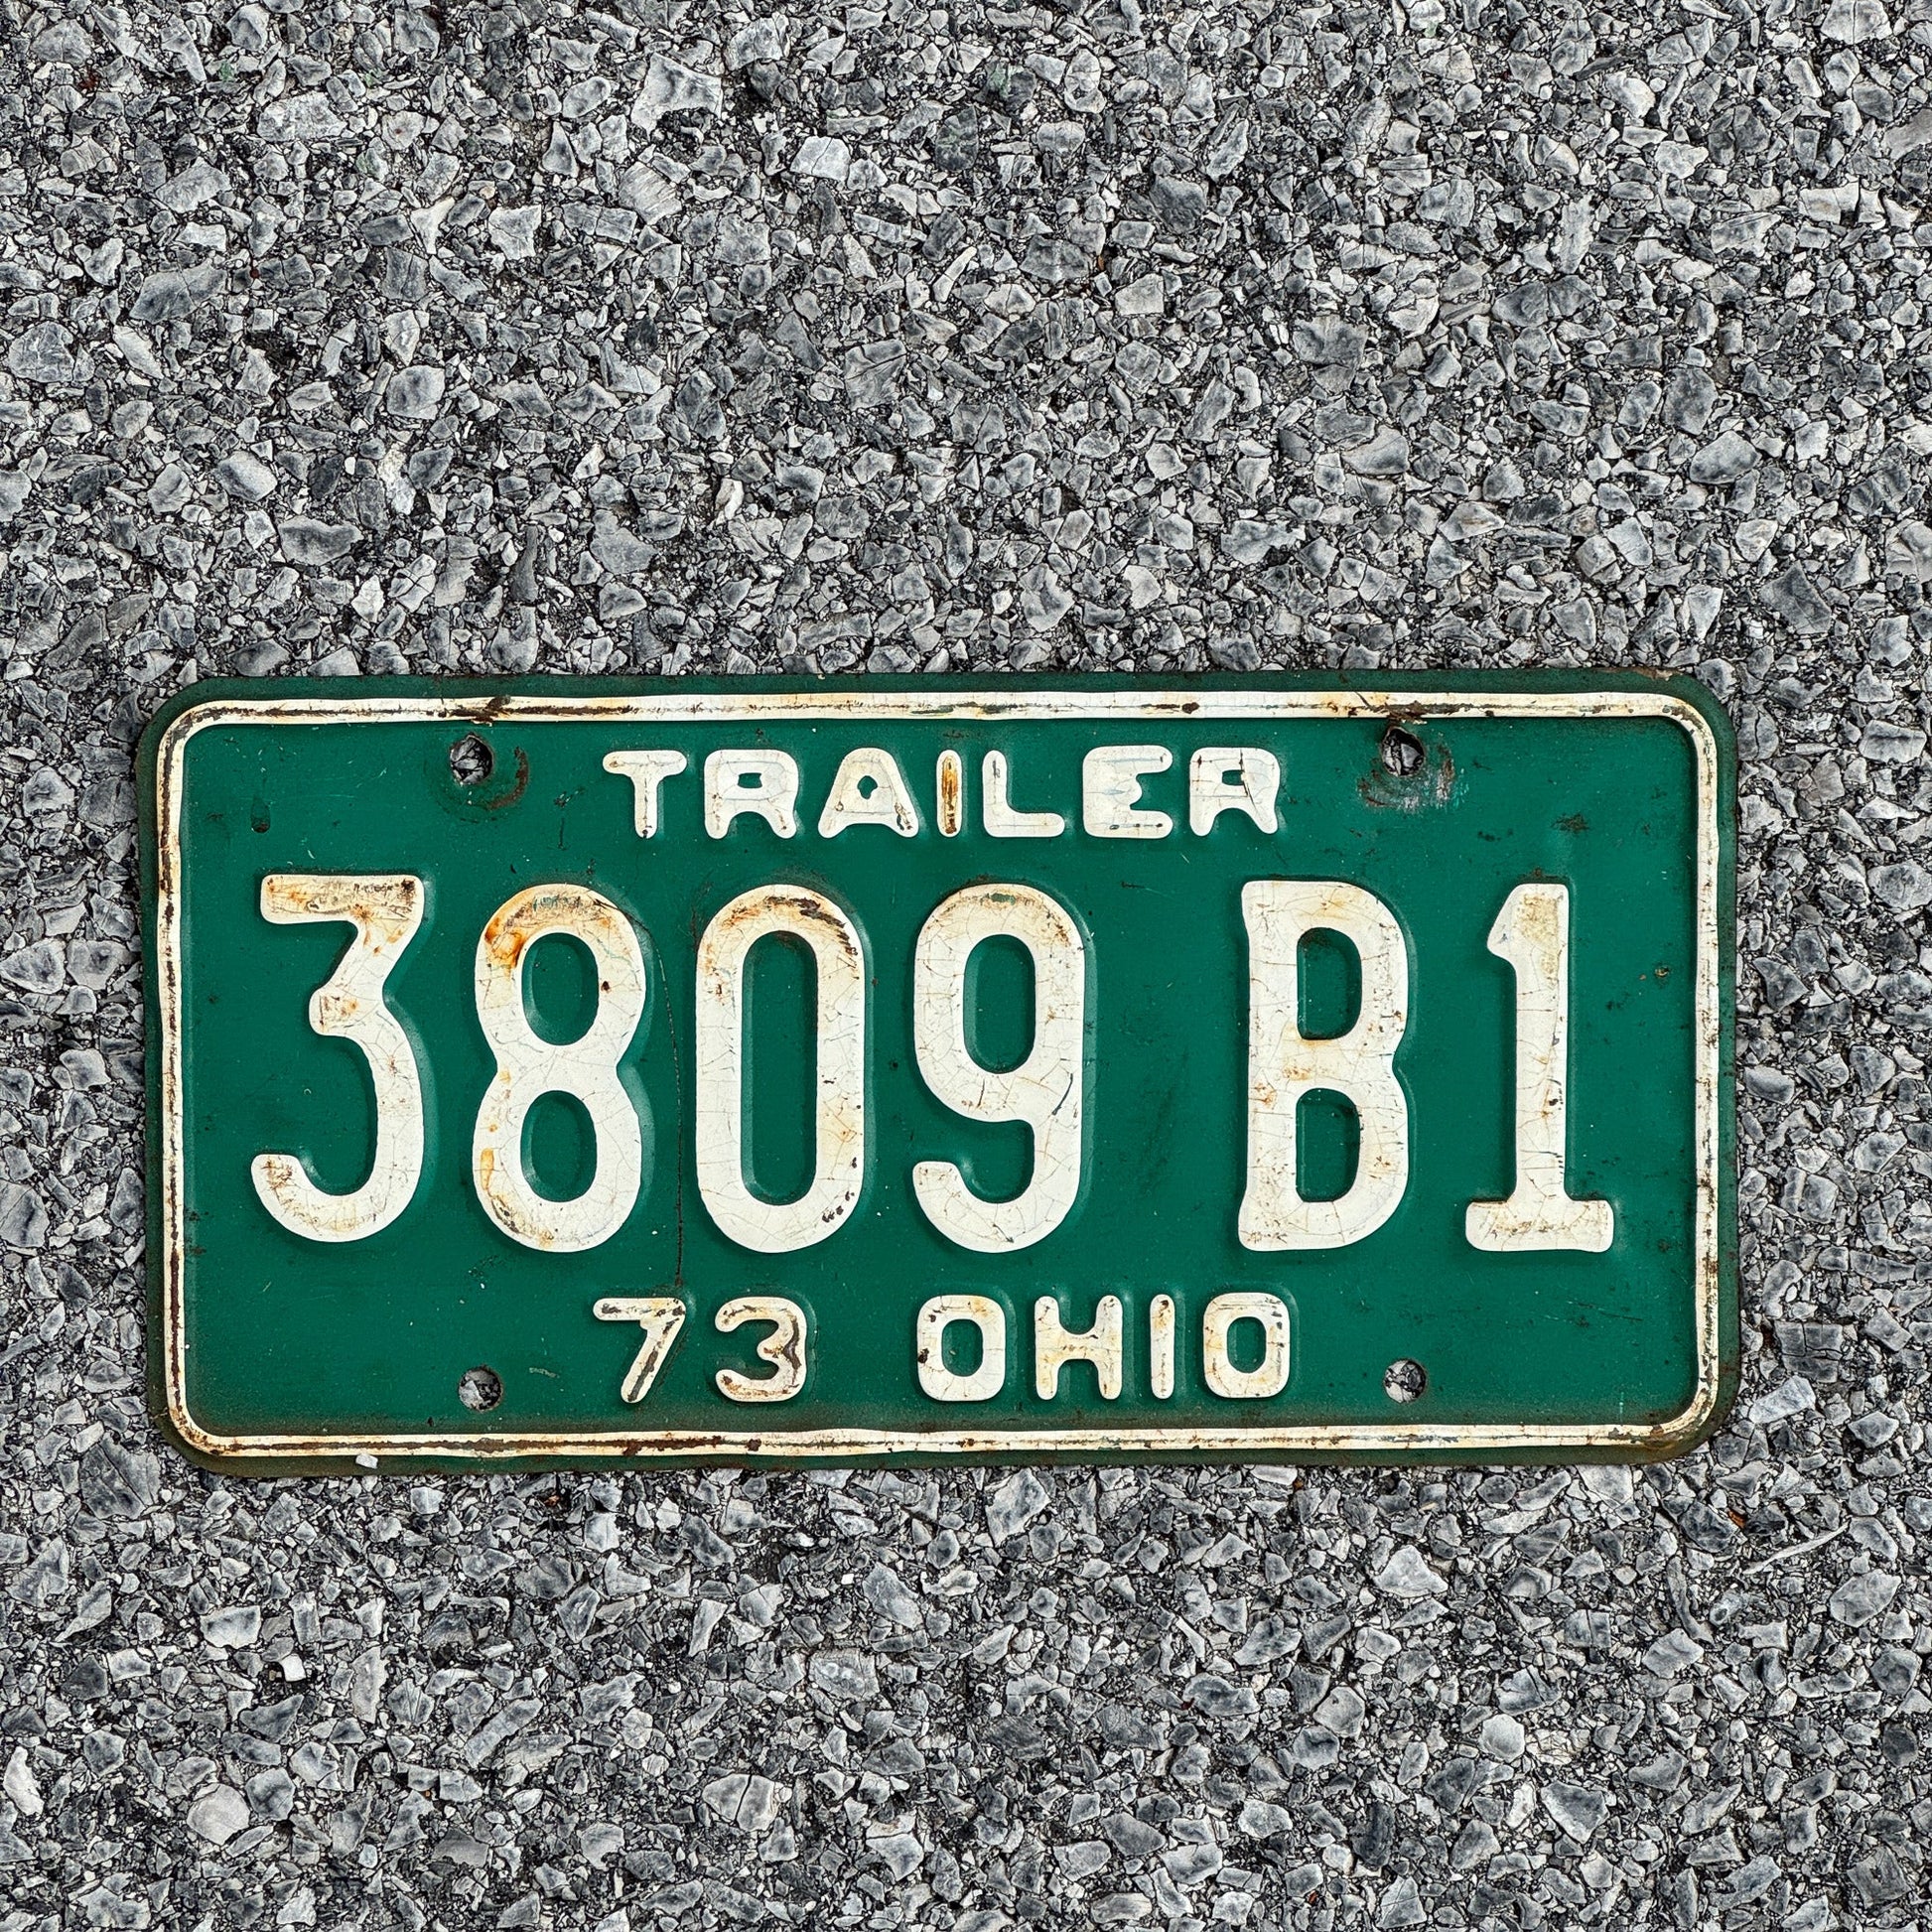 TRAILER
3809 B1
73 OHIO